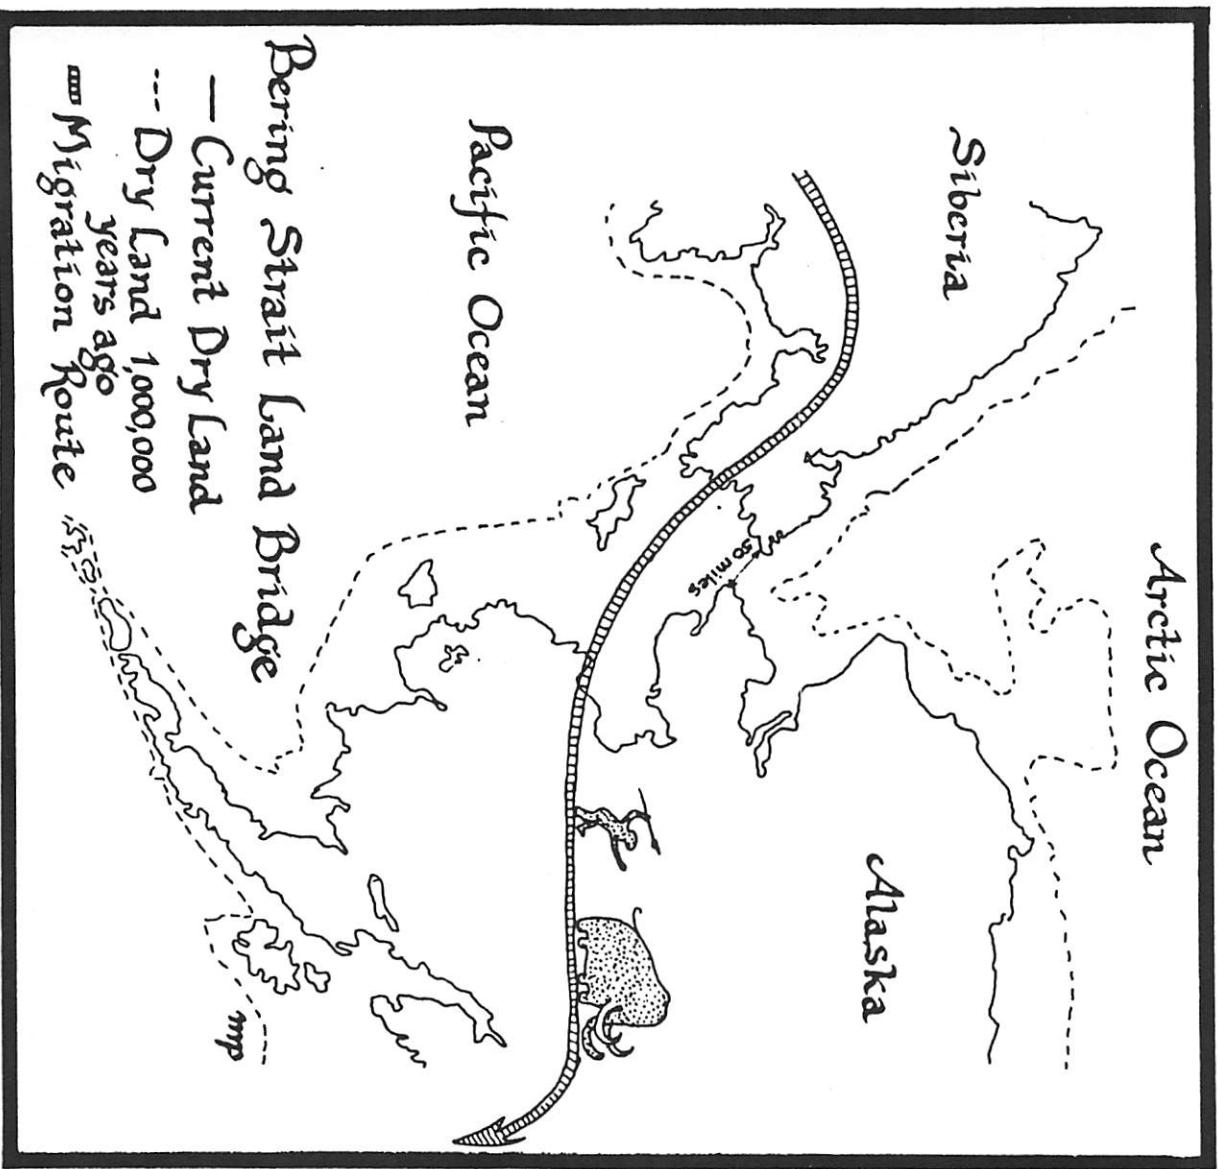 Arctic Ocean
Siberia
Alaska
50 miles
Pacific Ocean
Bering Strait Land Bridge
— Current Dry Land
--- Dry Land 1,000,000
years ago
Migration Route
mp